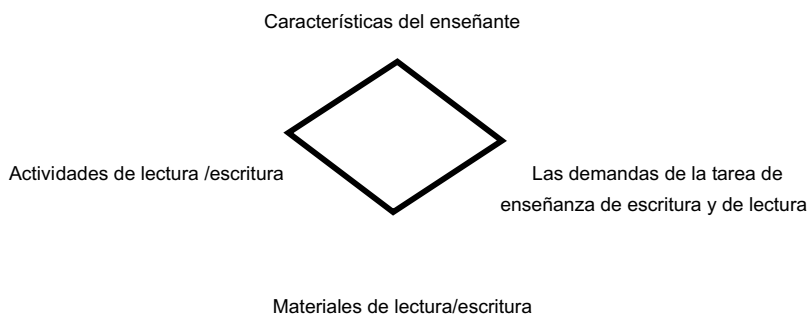 Características del enseñante
Actividades de lectura /escritura
Las demandas de la tarea de
enseñanza de escritura y de lectura
Materiales de lectura/escritura